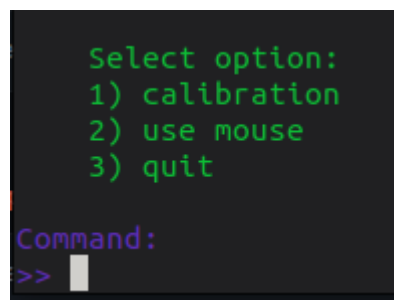 Select option:
1) calibration
2) use mouse
3) quit
Command:
>>